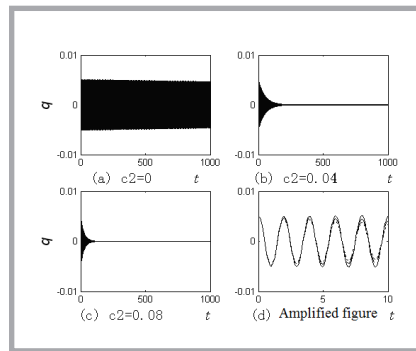 0.01 0.01
q 0 0
-0.01 -0.01
0 500 1000 0 500 1000
(a) c2=0 t (b) c2=0.04 t
0.01 0.01
q 0 0
-0.01 -0.01
0 500 1000 0 5 10
(c) c2=0.08 t (d) Amplified figure t